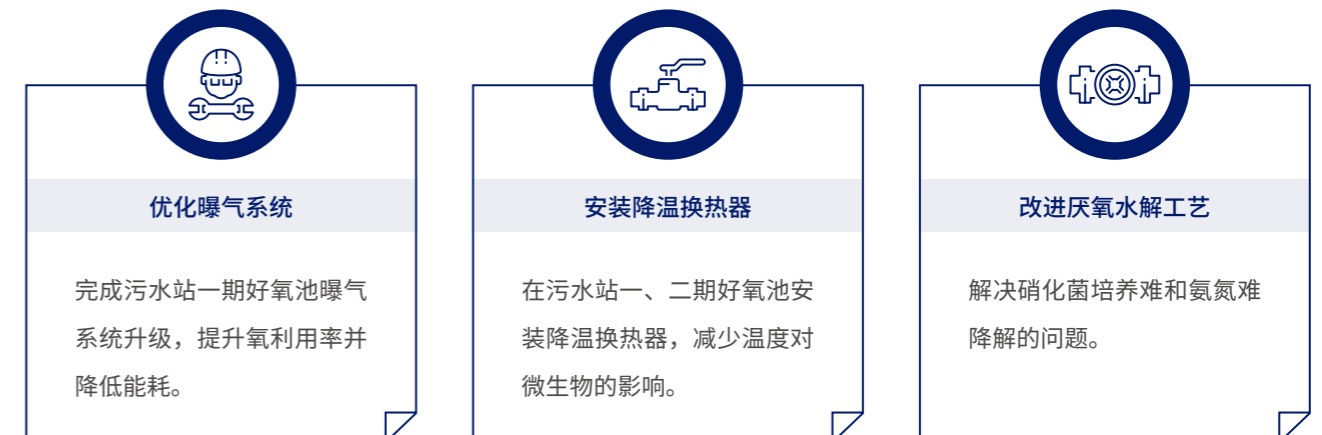 优化曝气系统
完成污水站一期好氧池曝气
系统升级，提升氧利用率并
降低能耗。
安装降温换热器
在污水站一、二期好氧池安
装降温换热器，减少温度对
微生物的影响。
改进厌氧水解工艺
解决硝化菌培养难和氨氮难
降解的问题。